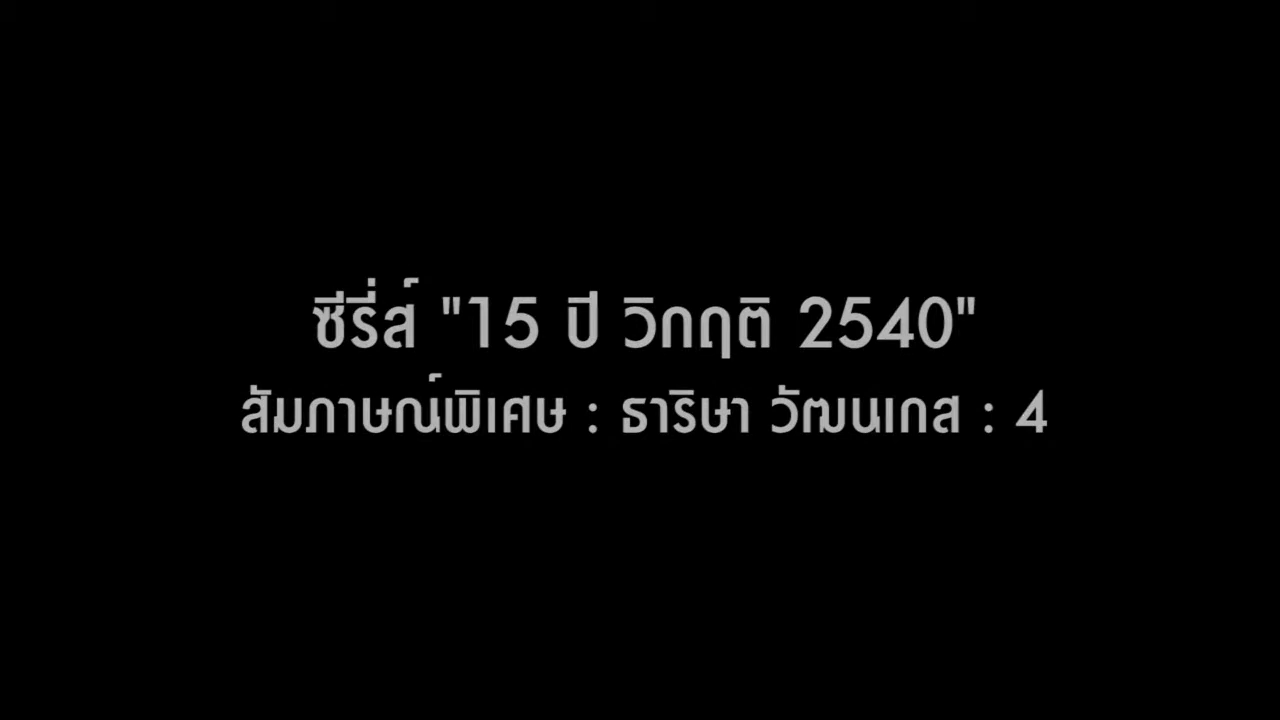 ซีรี่ส์ "15 ปี วิกฤติ 2540"
สัมภาษณ์พิเศษ : ธาริษา วัฒนเกส : 4